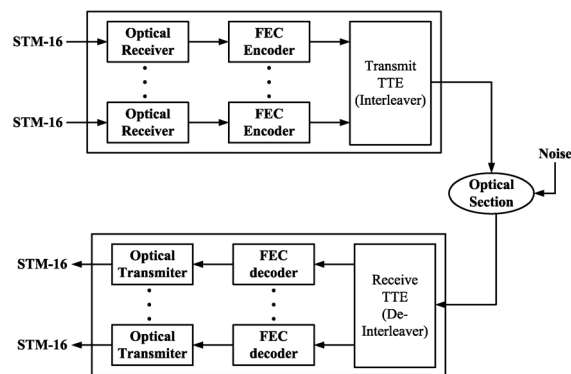 STM-16
Optical
Receiver
FEC
Encoder
Transmit
TTE
(Interleaver)
STM-16
Optical
Receiver
FEC
Encoder
Noise
Optical
Section
STM-16
Optical
Transmiter
FEC
decoder
Receive
TTE
(De-
Interleaver)
STM-16
Optical
Transmiter
FEC
decoder